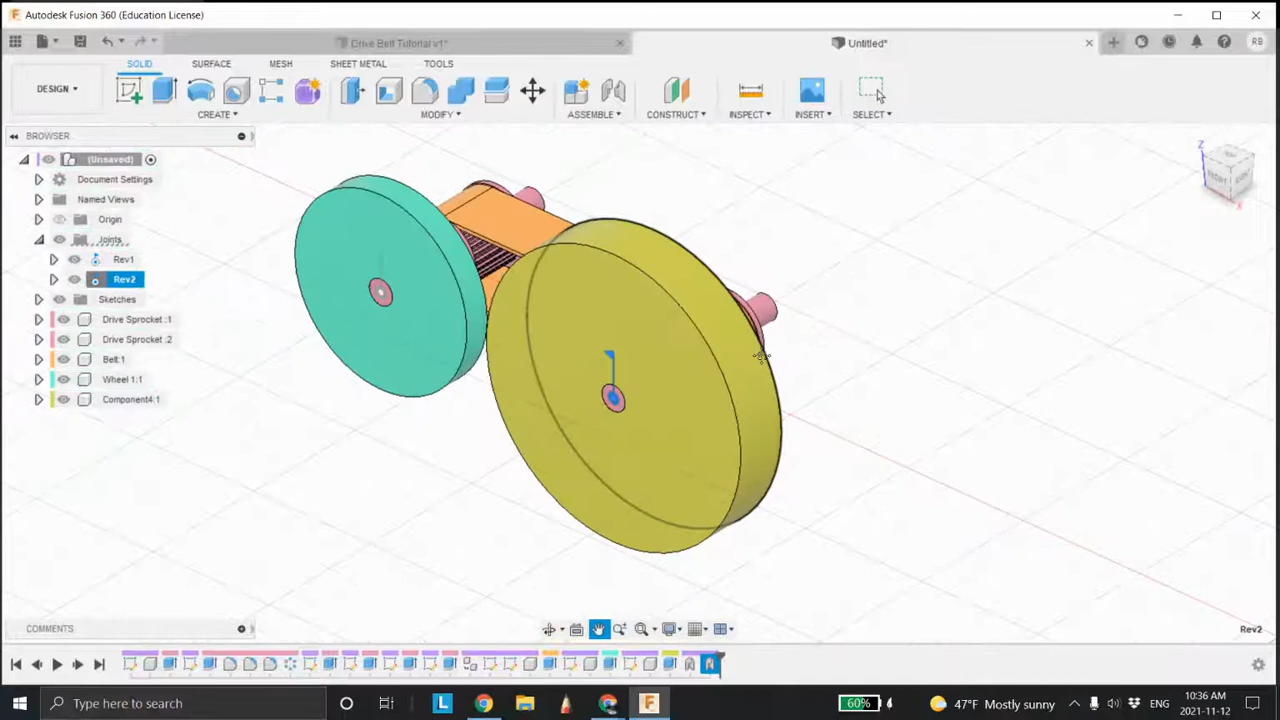 Autodesk Fusion 360 (Education License)
Drive Belt Tutorial v1*
Untitled*
RB
DESIGN
SOLID
SURFACE
MESH
SHEET METAL
TOOLS
CREATE
MODIFY
ASSEMBLE
CONSTRUCT
INSPECT
INSERT
SELECT
BROWSER
(Unsaved)
Document Settings
Named Views
Origin
Joints
Rev1
Rev2
Sketches
Drive Sprocket :1
Drive Sprocket :2
Belt:1
Wheel 1:1
Component4:1
Z
FRONT
X
COMMENTS
Rev2
Type here to search
L
60%
47°F Mostly sunny
ENG
10:36 AM
2021-11-12